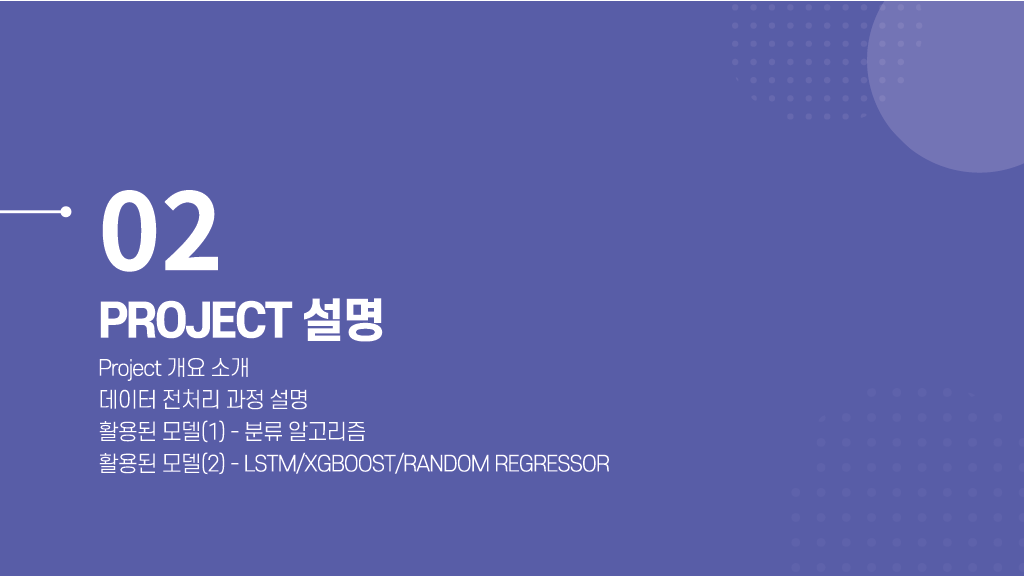 02
PROJECT 설명
Project 개요 소개
데이터 전처리 과정 설명
활용된 모델(1) - 분류 알고리즘
활용된 모델(2) - LSTM/XGBOOST/RANDOM REGRESSOR